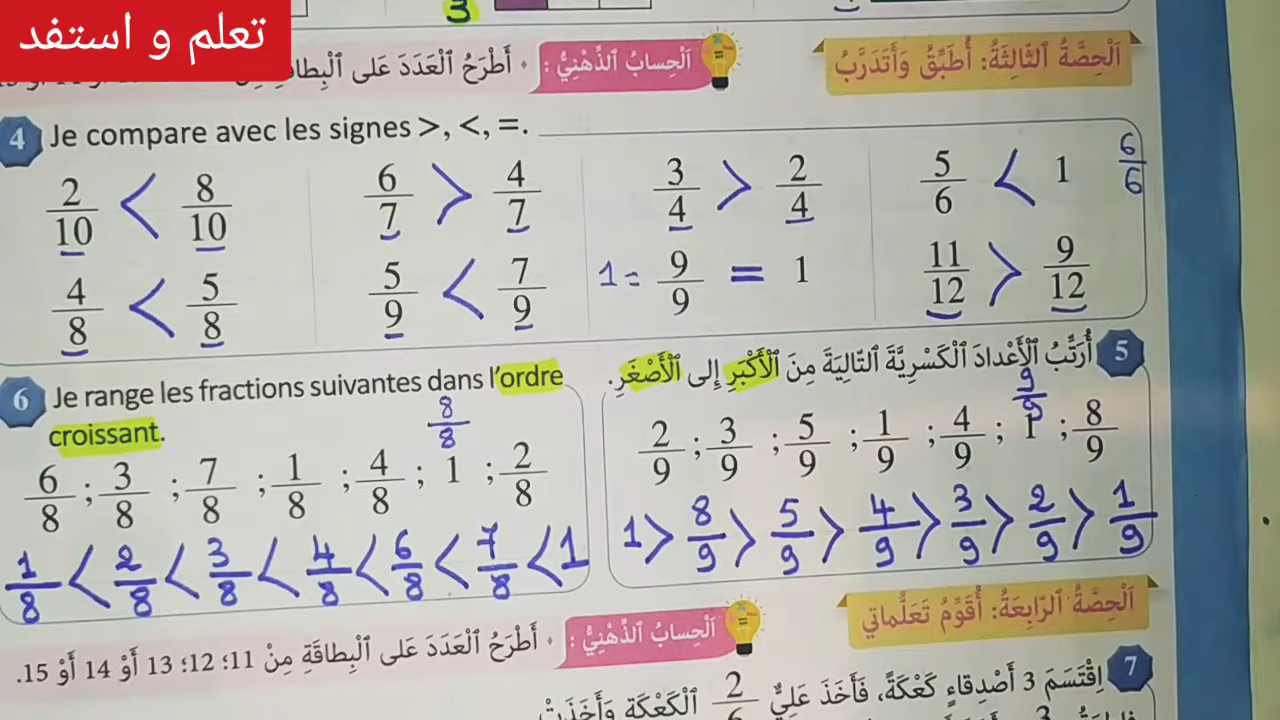 تعلم و استفد
3
اَلْحِصَّةُ الثّالِثَةُ: أُطَبِّقُ وَأَتَدَرَّبُ
اَلْحِسابُ الذِّهْنِيُّ : • أَطْرَحُ الْعَدَدَ عَلى الْبِطاقَةِ
4 Je compare avec les signes >, <, =.
2/10 < 8/10 6/7 > 4/7 3/4 > 2/4 5/6 < 1 6/6
4/8 < 5/8 5/9 < 7/9 1 = 9/9 = 1 11/12 > 9/12
5 أُرَتِّبُ الْأَعْدادَ الْكَسْرِيَّةَ التّالِيَةَ مِنَ الْأَكْبَرِ إِلى الْأَصْغَرِ.
9/9
2/9 ; 3/9 ; 5/9 ; 1/9 ; 4/9 ; 1 ; 8/9
1 > 8/9 > 5/9 > 4/9 > 3/9 > 2/9 > 1/9
6 Je range les fractions suivantes dans l'ordre
croissant.
8/8
6/8 ; 3/8 ; 7/8 ; 1/8 ; 4/8 ; 1 ; 2/8
1/8 < 2/8 < 3/8 < 4/8 < 6/8 < 7/8 < 1
اَلْحِصَّةُ الرّابِعَةُ: أُقَوِّمُ تَعَلُّماتي
اَلْحِسابُ الذِّهْنِيُّ : • أَطْرَحُ الْعَدَدَ عَلى الْبِطاقَةِ مِنْ 11؛ 12؛ 13 أَوْ 14 أَوْ 15.
7 اِقْتَسَمَ 3 أَصْدِقاءٍ كَعْكَةً، فَأَخَذَ عَلِيٌّ 2/6 الْكَعْكَةِ وَأَخَذَتْ